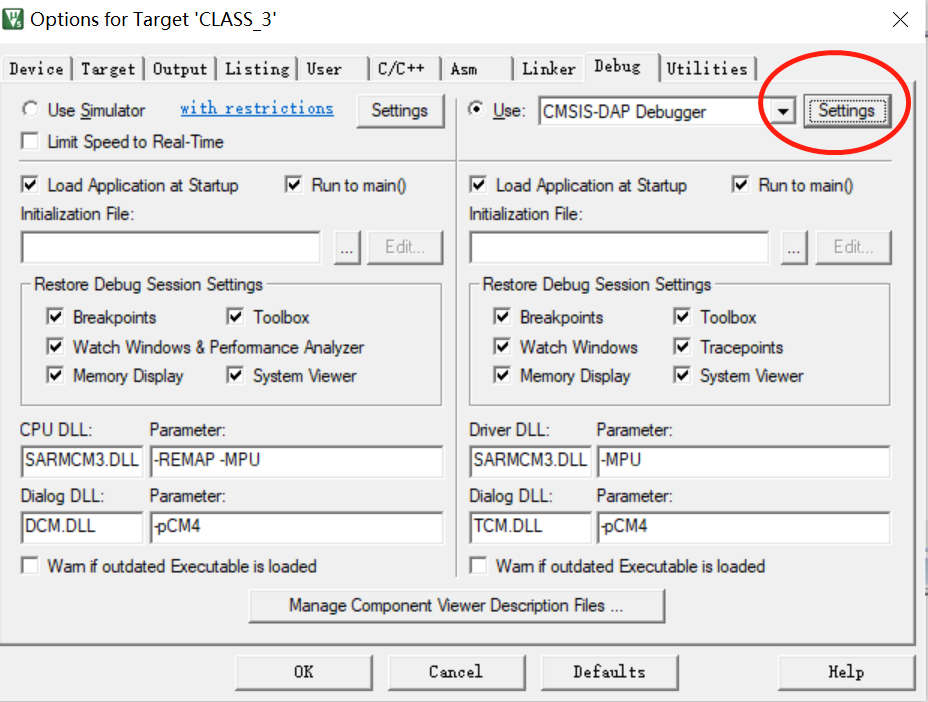 Options for Target 'CLASS_3'
Device Target Output Listing User C/C++ Asm Linker Debug Utilities
Use Simulator with restrictions Settings Use: CMSIS-DAP Debugger Settings
Limit Speed to Real-Time
Load Application at Startup Run to main() Load Application at Startup Run to main()
Initialization File: Initialization File:
... Edit... ... Edit...
Restore Debug Session Settings Restore Debug Session Settings
Breakpoints Toolbox Breakpoints Toolbox
Watch Windows & Performance Analyzer Watch Windows Tracepoints
Memory Display System Viewer Memory Display System Viewer
CPU DLL: Parameter: Driver DLL: Parameter:
SARMCM3.DLL -REMAP -MPU SARMCM3.DLL -MPU
Dialog DLL: Parameter: Dialog DLL: Parameter:
DCM.DLL -pCM4 TCM.DLL -pCM4
Warn if outdated Executable is loaded Warn if outdated Executable is loaded
Manage Component Viewer Description Files ...
OK Cancel Defaults Help